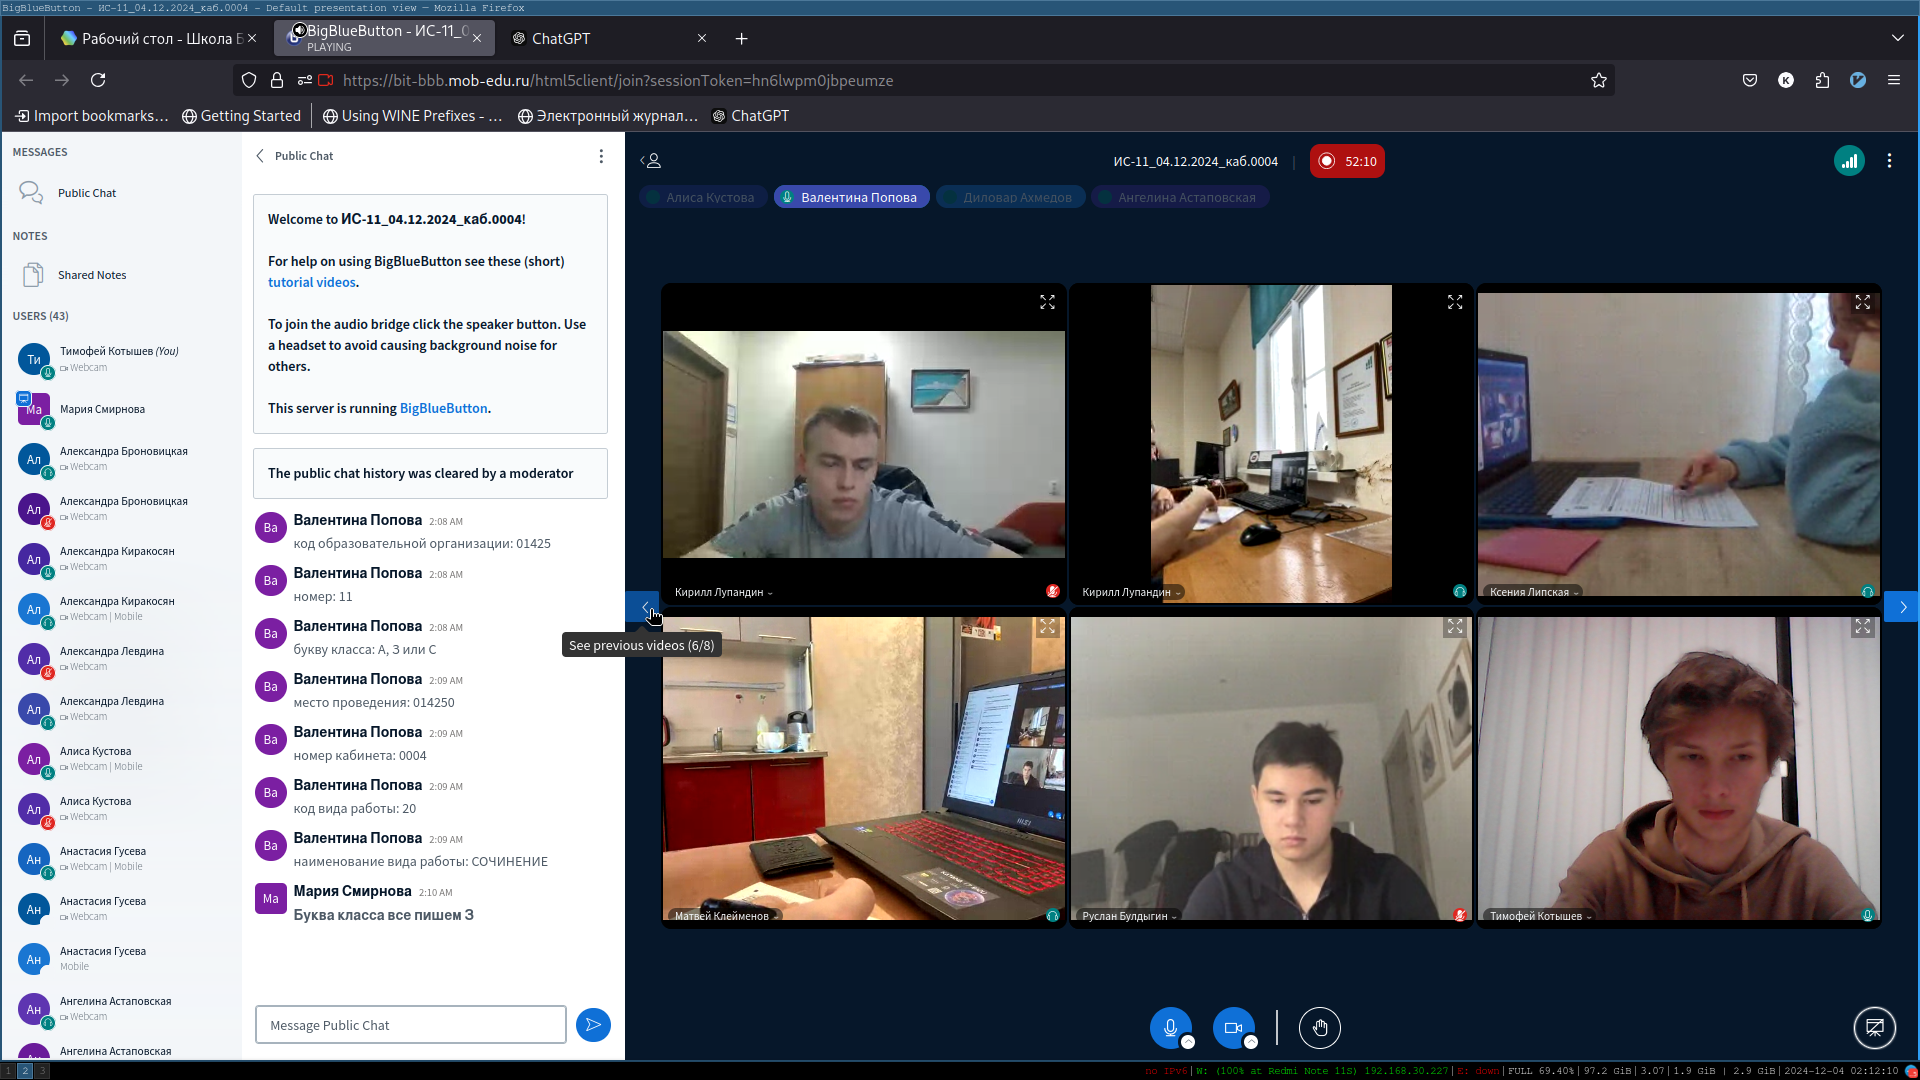 BigBlueButton - ИС-11_04.12.2024_каб.0004 - Default presentation view — Mozilla Firefox
Рабочий стол - Школа Б
BigBlueButton - ИС-11_0
PLAYING
ChatGPT
https://bit-bbb.mob-edu.ru/html5client/join?sessionToken=hn6lwpm0jbpeumze
Import bookmarks...
Getting Started
Using WINE Prefixes - ...
Электронный журнал...
ChatGPT
MESSAGES
Public Chat
NOTES
Shared Notes
USERS (43)
Ти
Тимофей Котышев (You)
Webcam
Ма
Мария Смирнова
Ал
Александра Броновицкая
Webcam
Ал
Александра Броновицкая
Webcam
Ал
Александра Киракосян
Webcam
Ал
Александра Киракосян
Webcam | Mobile
Ал
Александра Левдина
Webcam
Ал
Александра Левдина
Webcam
Ал
Алиса Кустова
Webcam | Mobile
Ал
Алиса Кустова
Webcam
Ан
Анастасия Гусева
Webcam | Mobile
Ан
Анастасия Гусева
Webcam
Ан
Анастасия Гусева
Mobile
Ан
Ангелина Астаповская
Webcam
Ан
Ангелина Астаповская
Public Chat
Welcome to ИС-11_04.12.2024_каб.0004!
For help on using BigBlueButton see these (short)
tutorial videos.
To join the audio bridge click the speaker button. Use
a headset to avoid causing background noise for
others.
This server is running BigBlueButton.
The public chat history was cleared by a moderator
Ва
Валентина Попова 2:08 AM
код образовательной организации: 01425
Ва
Валентина Попова 2:08 AM
номер: 11
Ва
Валентина Попова 2:08 AM
букву класса: А, З или С
Ва
Валентина Попова 2:09 AM
место проведения: 014250
Ва
Валентина Попова 2:09 AM
номер кабинета: 0004
Ва
Валентина Попова 2:09 AM
код вида работы: 20
Ва
Валентина Попова 2:09 AM
наименование вида работы: СОЧИНЕНИЕ
Ма
Мария Смирнова 2:10 AM
Буква класса все пишем З
Message Public Chat
ИС-11_04.12.2024_каб.0004
52:10
Алиса Кустова
Валентина Попова
Диловар Ахмедов
Ангелина Астаповская
Кирилл Лупандин
Кирилл Лупандин
Ксения Липская
See previous videos (6/8)
Матвей Клейменов
Руслан Булдыгин
Тимофей Котышев
1 2 3
no IPv6|W: (100% at Redmi Note 11S) 192.168.30.227|E: down|FULL 69.40%|97.2 GiB|3.07|1.9 GiB | 2.9 GiB|2024-12-04 02:12:10